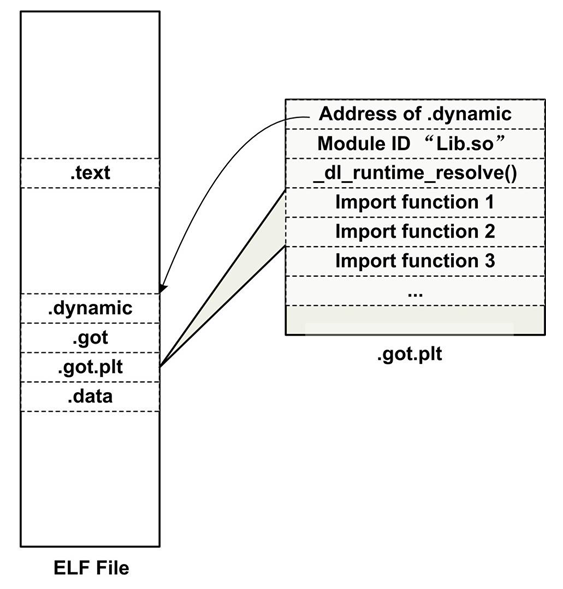 .text
.dynamic
.got
.got.plt
.data
ELF File
Address of .dynamic
Module ID “Lib.so”
_dl_runtime_resolve()
Import function 1
Import function 2
Import function 3
...
.got.plt